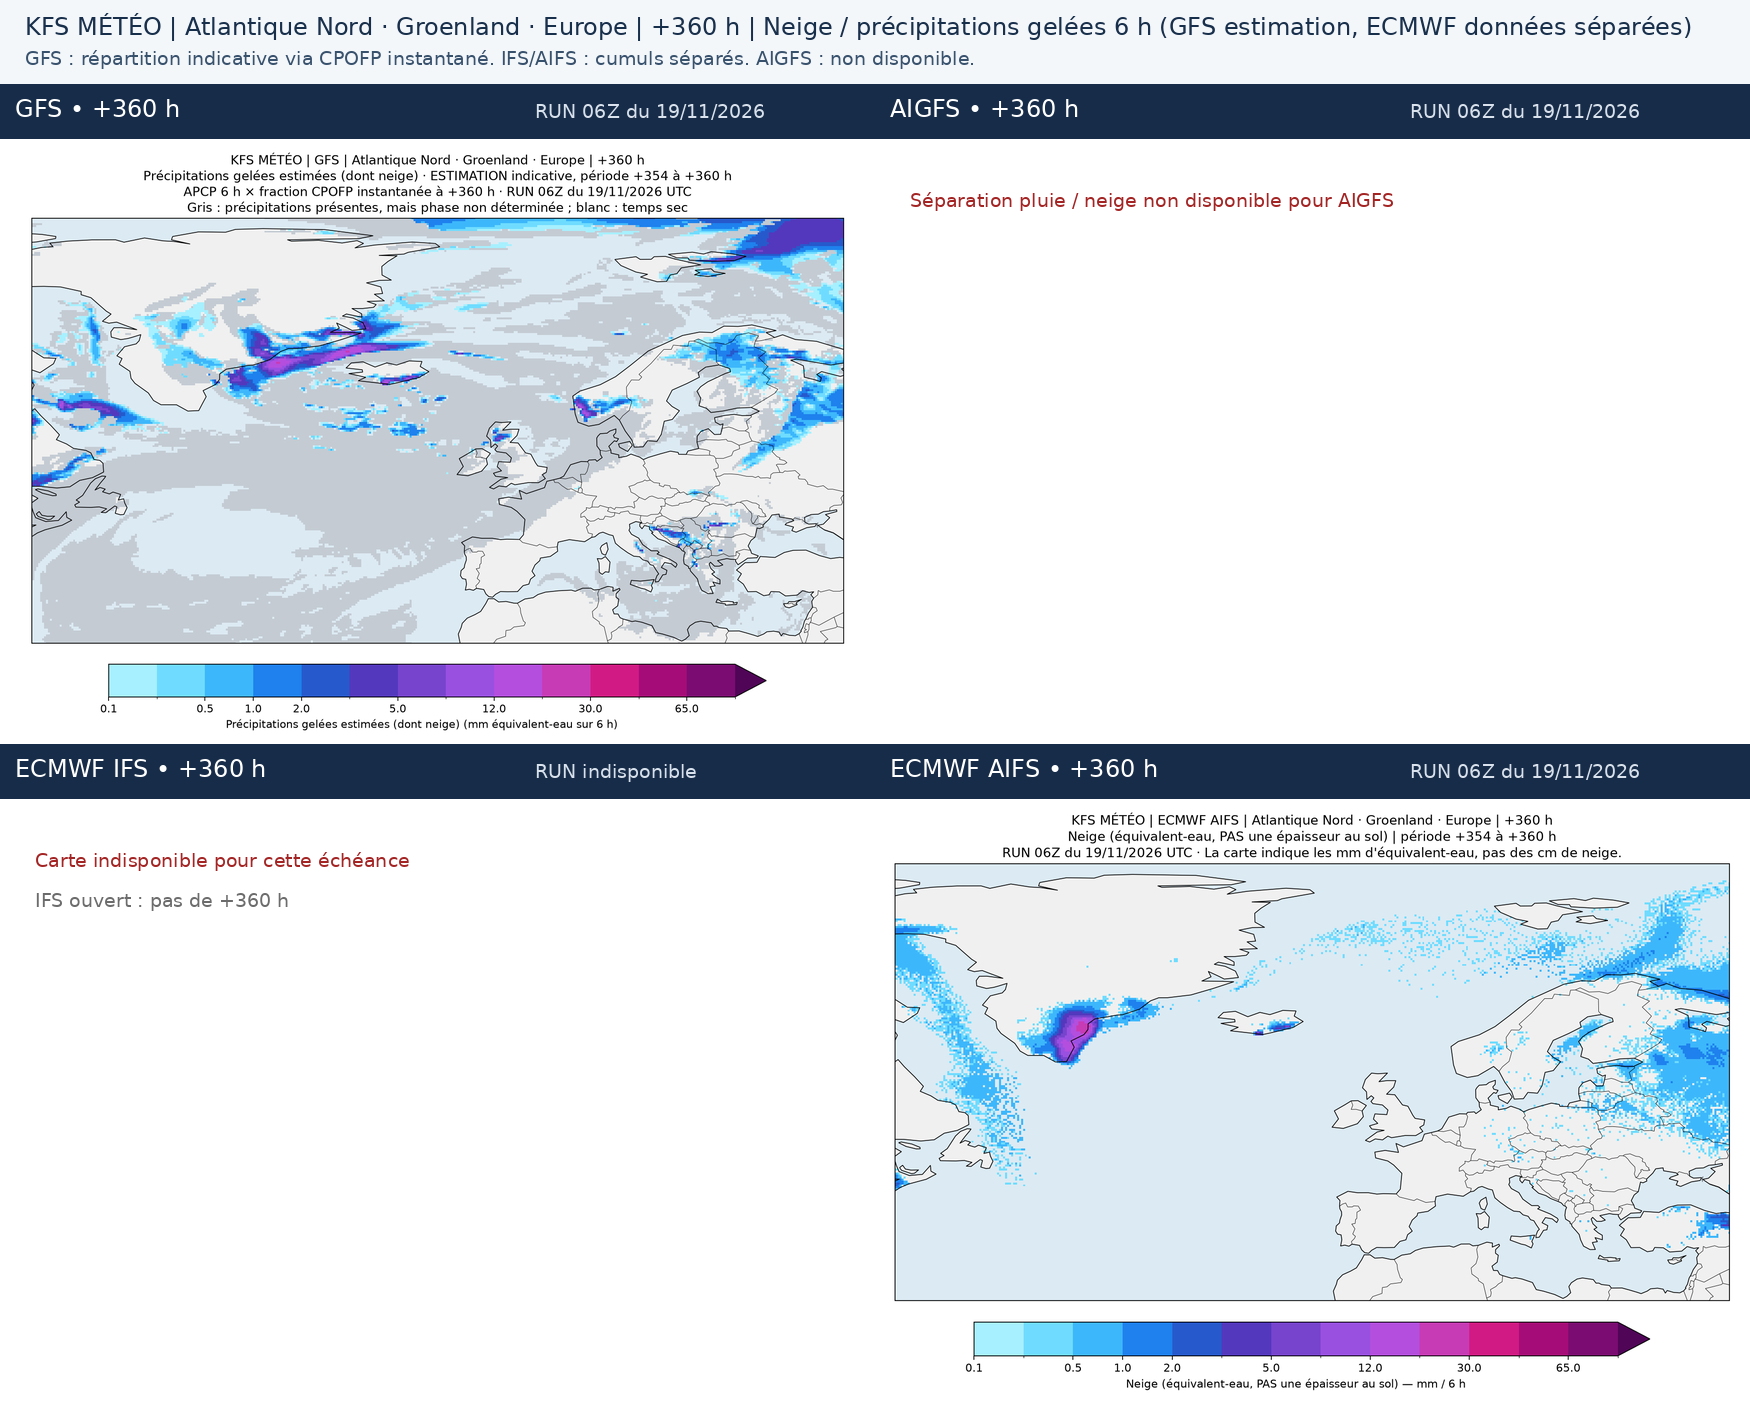 KFS MÉTÉO | Atlantique Nord · Groenland · Europe | +360 h | Neige / précipitations gelées 6 h (GFS estimation, ECMWF données séparées)
GFS : répartition indicative via CPOFP instantané. IFS/AIFS : cumuls séparés. AIGFS : non disponible.
GFS • +360 h RUN 06Z du 19/11/2026
KFS MÉTÉO | GFS | Atlantique Nord · Groenland · Europe | +360 h
Précipitations gelées estimées (dont neige) · ESTIMATION indicative, période +354 à +360 h
APCP 6 h × fraction CPOFP instantanée à +360 h · RUN 06Z du 19/11/2026 UTC
Gris : précipitations présentes, mais phase non déterminée ; blanc : temps sec
0.1 0.5 1.0 2.0 5.0 12.0 30.0 65.0
Précipitations gelées estimées (dont neige) (mm équivalent-eau sur 6 h)
AIGFS • +360 h RUN 06Z du 19/11/2026
Séparation pluie / neige non disponible pour AIGFS
ECMWF IFS • +360 h RUN indisponible
Carte indisponible pour cette échéance
IFS ouvert : pas de +360 h
ECMWF AIFS • +360 h RUN 06Z du 19/11/2026
KFS MÉTÉO | ECMWF AIFS | Atlantique Nord · Groenland · Europe | +360 h
Neige (équivalent-eau, PAS une épaisseur au sol) | période +354 à +360 h
RUN 06Z du 19/11/2026 UTC · La carte indique les mm d'équivalent-eau, pas des cm de neige.
0.1 0.5 1.0 2.0 5.0 12.0 30.0 65.0
Neige (équivalent-eau, PAS une épaisseur au sol) — mm / 6 h